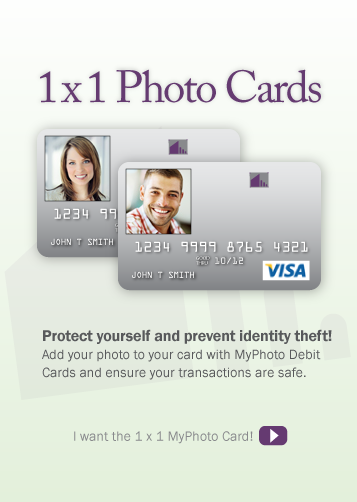 1 x 1 Photo Cards
1234 99
JOHN T SMITH
1234 9999 8765 4321
GOOD THRU 10/12
JOHN T SMITH
VISA
Protect yourself and prevent identity theft!
Add your photo to your card with MyPhoto Debit
Cards and ensure your transactions are safe.
I want the 1 x 1 MyPhoto Card!